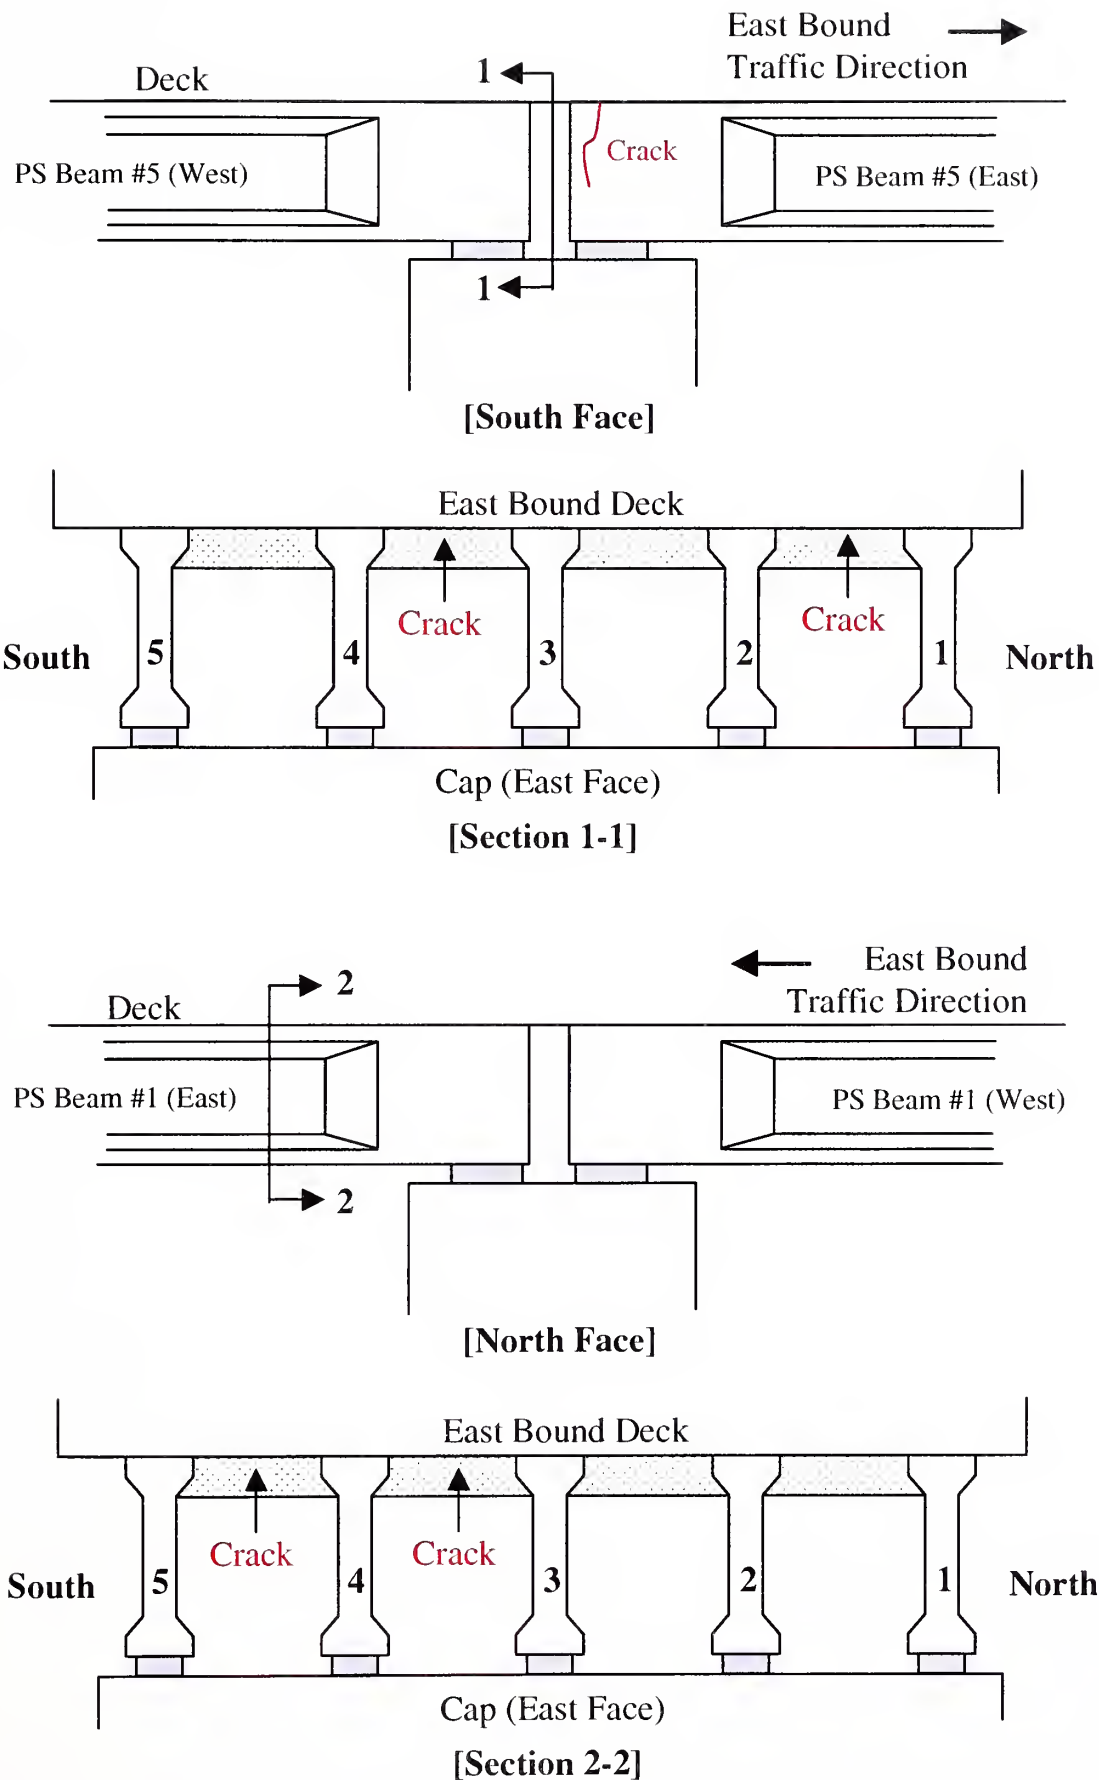 East Bound
Traffic Direction
Deck
1
Crack
PS Beam #5 (West)
PS Beam #5 (East)
1
[South Face]
East Bound Deck
Crack
Crack
South
5
4
3
2
1
North
Cap (East Face)
[Section 1-1]
East Bound
Traffic Direction
2
Deck
PS Beam #1 (East)
PS Beam #1 (West)
2
[North Face]
East Bound Deck
Crack
Crack
South
5
4
3
2
1
North
Cap (East Face)
[Section 2-2]